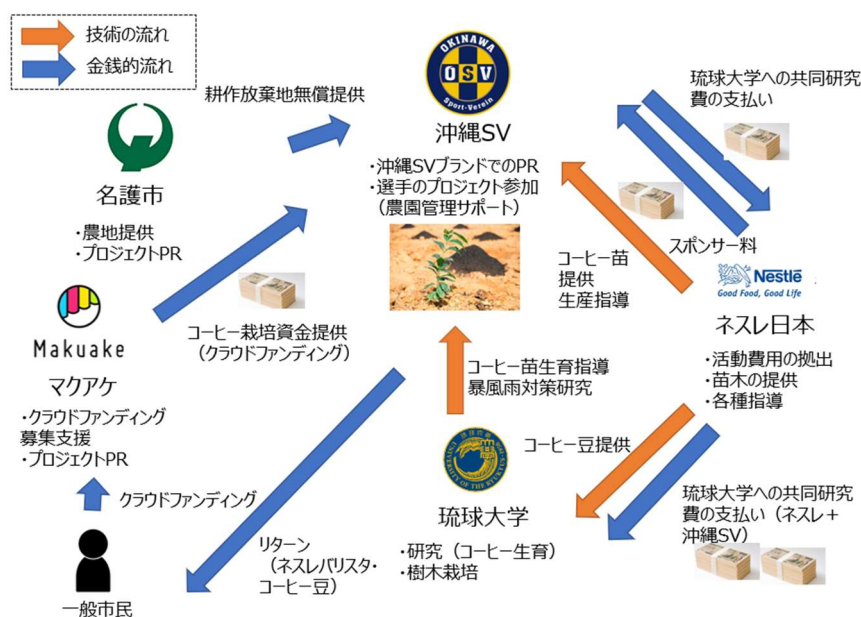 技術の流れ
金銭的流れ
OKINAWA
OSV
Sport-Verein
沖縄SV
・沖縄SVブランドでのPR
・選手のプロジェクト参加
（農園管理サポート）
耕作放棄地無償提供
名護市
・農地提供
・プロジェクトPR
琉球大学への共同研究
費の支払い
スポンサー料
コーヒー苗
提供
生産指導
Nestlé
Good Food, Good Life
ネスレ日本
・活動費用の拠出
・苗木の提供
・各種指導
Makuake
マクアケ
・クラウドファンディング
募集支援
・プロジェクトPR
コーヒー栽培資金提供
（クラウドファンディング）
コーヒー苗生育指導
暴風雨対策研究
コーヒー豆提供
UNIVERSITY OF THE RYUKYUS
琉球大学
・研究（コーヒー生育）
・樹木栽培
琉球大学への共同研究
費の支払い（ネスレ＋
沖縄SV）
クラウドファンディング
リターン
（ネスレバリスタ・
コーヒー豆）
一般市民